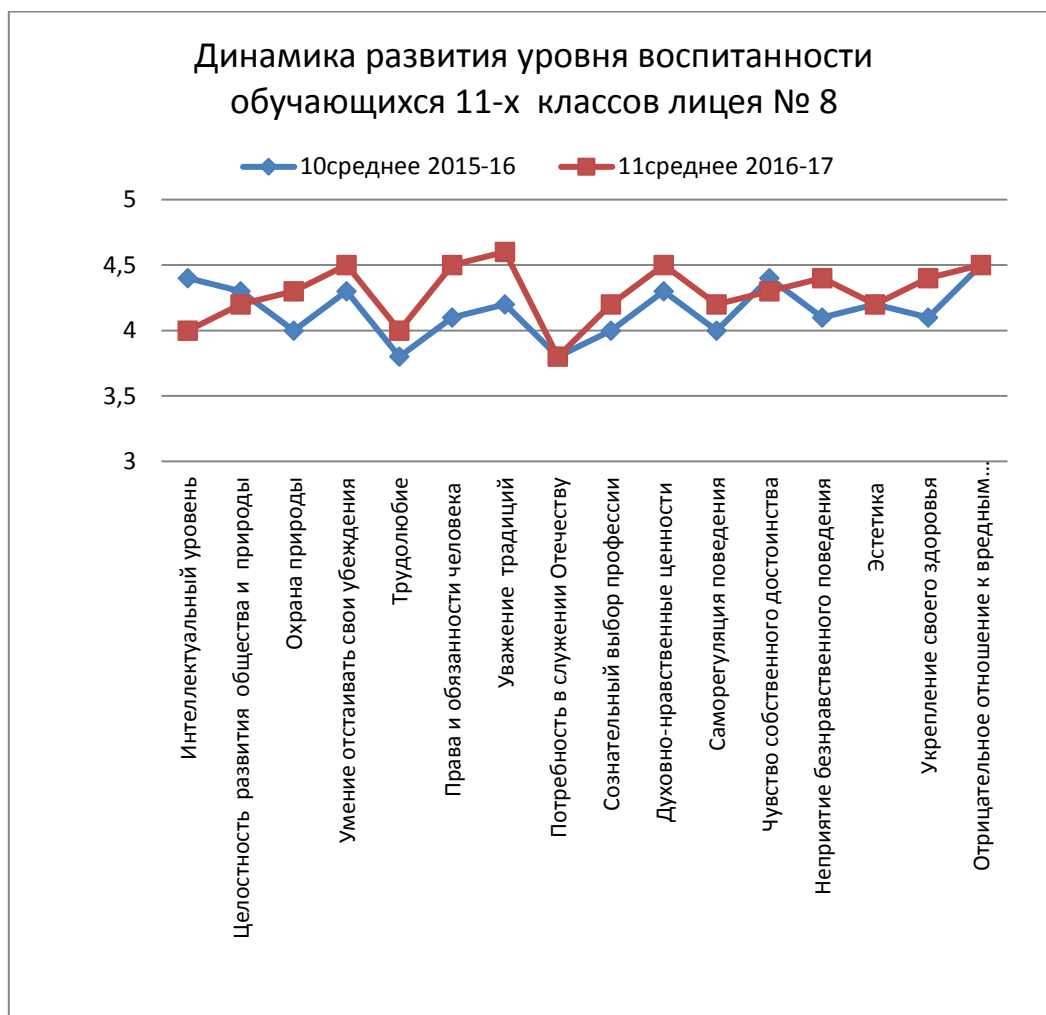 Динамика развития уровня воспитанности
обучающихся 11-х классов лицея № 8
10среднее 2015-16
11среднее 2016-17
5
4,5
4
3,5
3
Интеллектуальный уровень
Целостность развития общества и природы
Охрана природы
Умение отстаивать свои убеждения
Трудолюбие
Права и обязанности человека
Уважение традиций
Потребность в служении Отечеству
Сознательный выбор профессии
Духовно-нравственные ценности
Саморегуляция поведения
Чувство собственного достоинства
Неприятие безнравственного поведения
Эстетика
Укрепление своего здоровья
Отрицательное отношение к вредным...